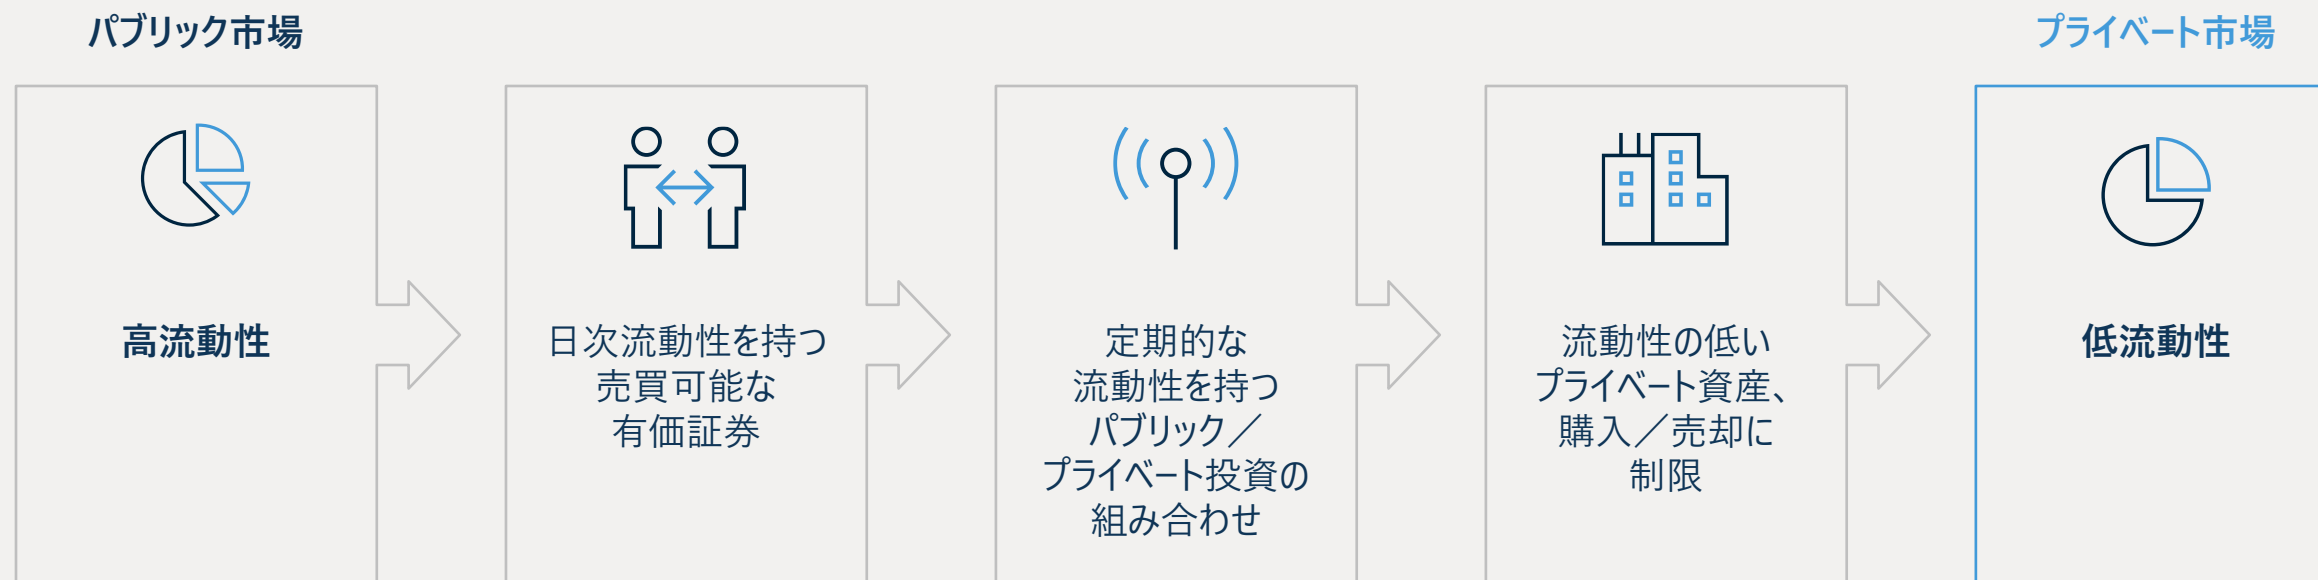 パブリック市場
プライベート市場
高流動性
日次流動性を持つ
売買可能な
有価証券
定期的な
流動性を持つ
パブリック／
プライベート投資の
組み合わせ
流動性の低い
プライベート資産、
購入／売却に
制限
低流動性